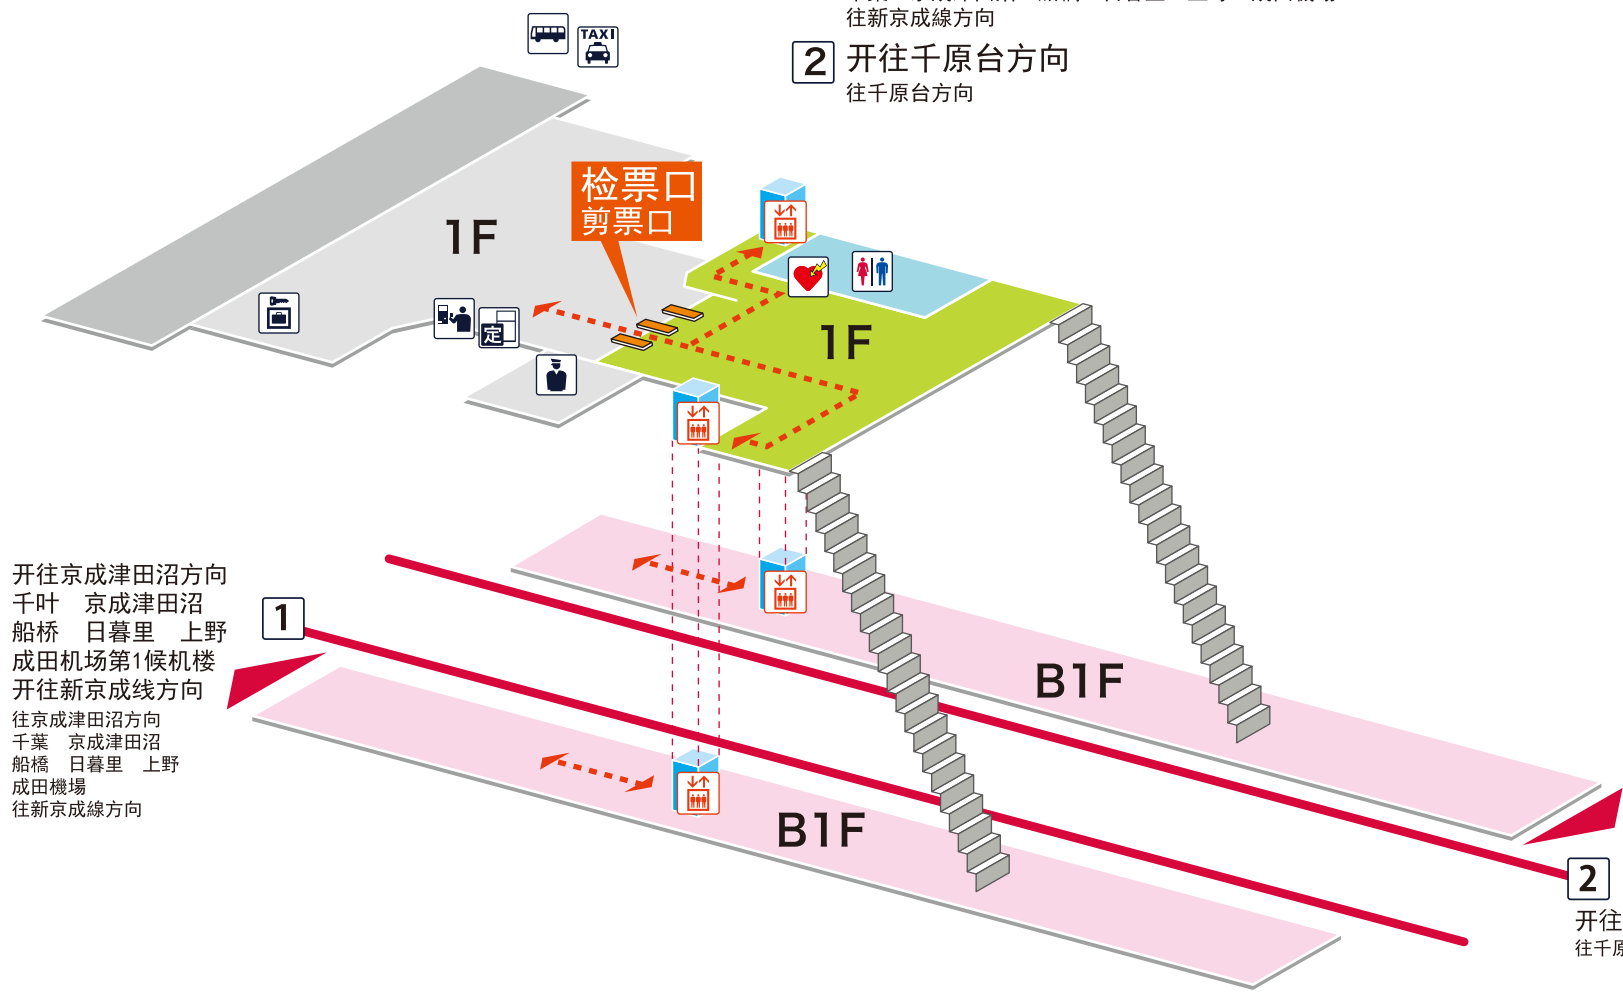 往新京成線方向
2 开往千原台方向
往千原台方向
TAXI
检票口
剪票口
1F
1F
定
开往京成津田沼方向
千叶 京成津田沼
船桥 日暮里 上野
成田机场第1候机楼
开往新京成线方向
往京成津田沼方向
千葉 京成津田沼
船橋 日暮里 上野
成田機場
往新京成線方向
1
B1F
B1F
2
开往
往千原